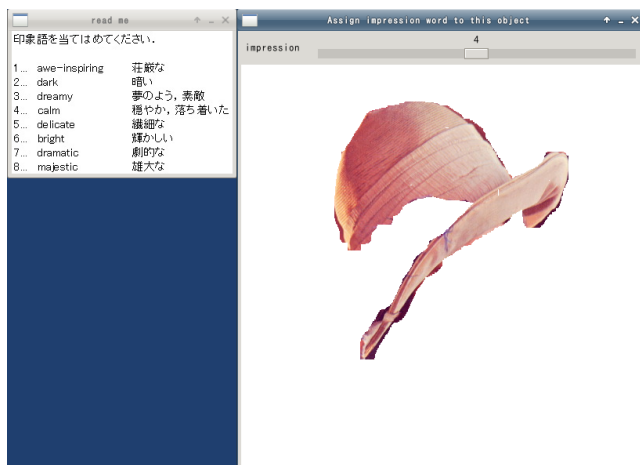 read me
印象語を当てはめてください.
1... awe-inspiring 荘厳な
2... dark 暗い
3... dreamy 夢のよう, 素敵
4... calm 穏やか, 落ち着いた
5... delicate 繊細な
6... bright 輝かしい
7... dramatic 劇的な
8... majestic 雄大な
Assign impression word to this object
4
impression